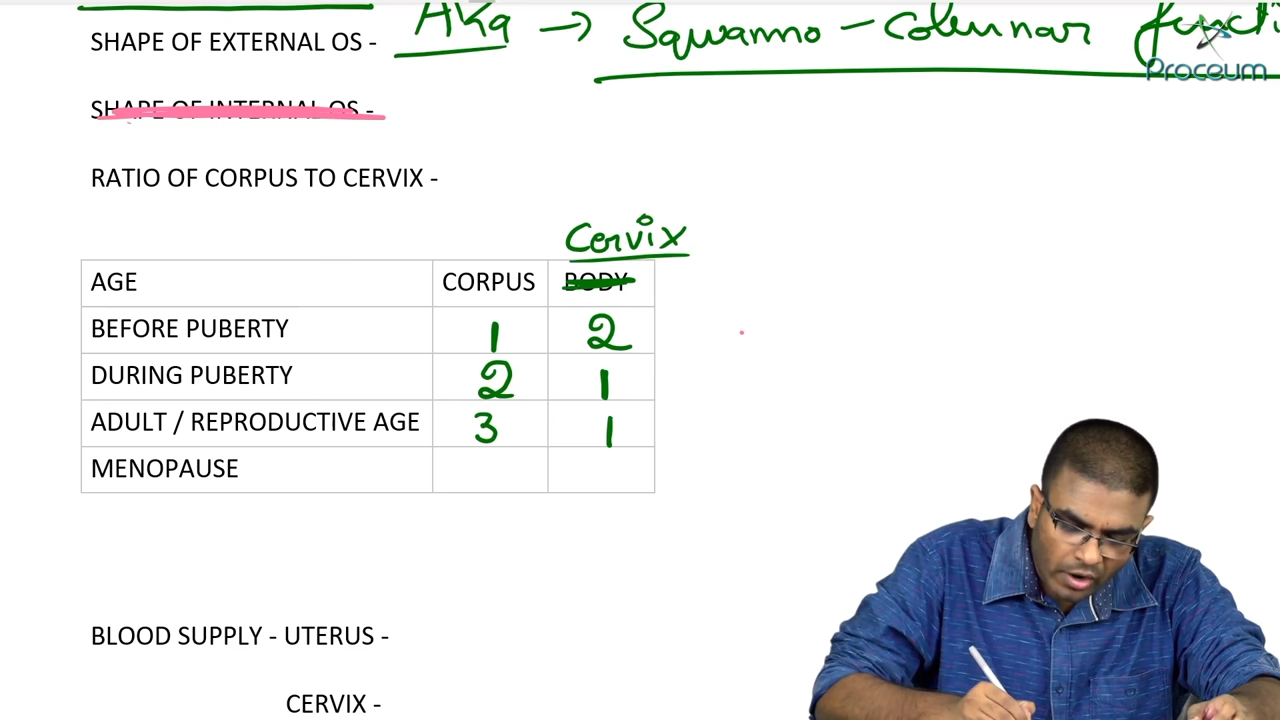 SHAPE OF EXTERNAL OS - AKa → Squamo - Columnar functi
Proceum
SHAPE OF INTERNAL OS -
RATIO OF CORPUS TO CERVIX -
Cervix
AGE CORPUS BODY
BEFORE PUBERTY 1 2
DURING PUBERTY 2 1
ADULT / REPRODUCTIVE AGE 3 1
MENOPAUSE
BLOOD SUPPLY - UTERUS -
CERVIX -